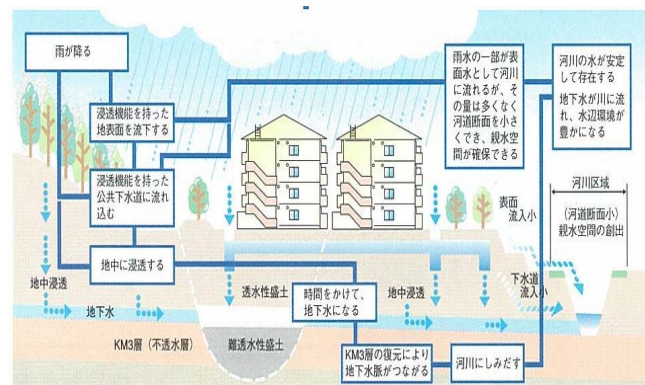 雨が降る
浸透機能を持った
地表面を流下する
浸透機能を持った
公共下水道に流れ
込む
地中に浸透する
雨水の一部が表
面水として河川
に流れるが、そ
の量は多くなく
河道断面を小さ
くでき、親水空
間が確保できる
河川の水が安定
して存在する
地下水が川に流
れ、水辺環境が
豊かになる
河川区域
(河道断面小)
親水空間の創出
表面
流入小
下水道
流入小
地中浸透
地下水
透水性盛土
時間をかけて、
地下水になる
地中浸透
KM3層(不透水層)
難透水性盛土
KM3層の復元により
地下水脈がつながる
河川にしみだす